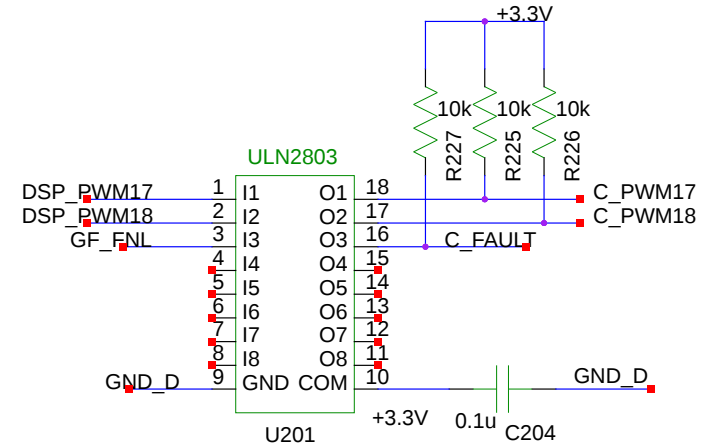 +3.3V
10k
10k
10k
R227
R225
R226
ULN2803
DSP_PWM17
1
I1
O1
18
C_PWM17
DSP_PWM18
2
I2
O2
17
C_PWM18
GF_FNL
3
I3
O3
16
C_FAULT
4
I4
O4
15
5
I5
O5
14
6
I6
O6
13
7
I7
O7
12
8
I8
O8
11
GND_D
9
GND
COM
10
GND_D
+3.3V
0.1u
C204
U201